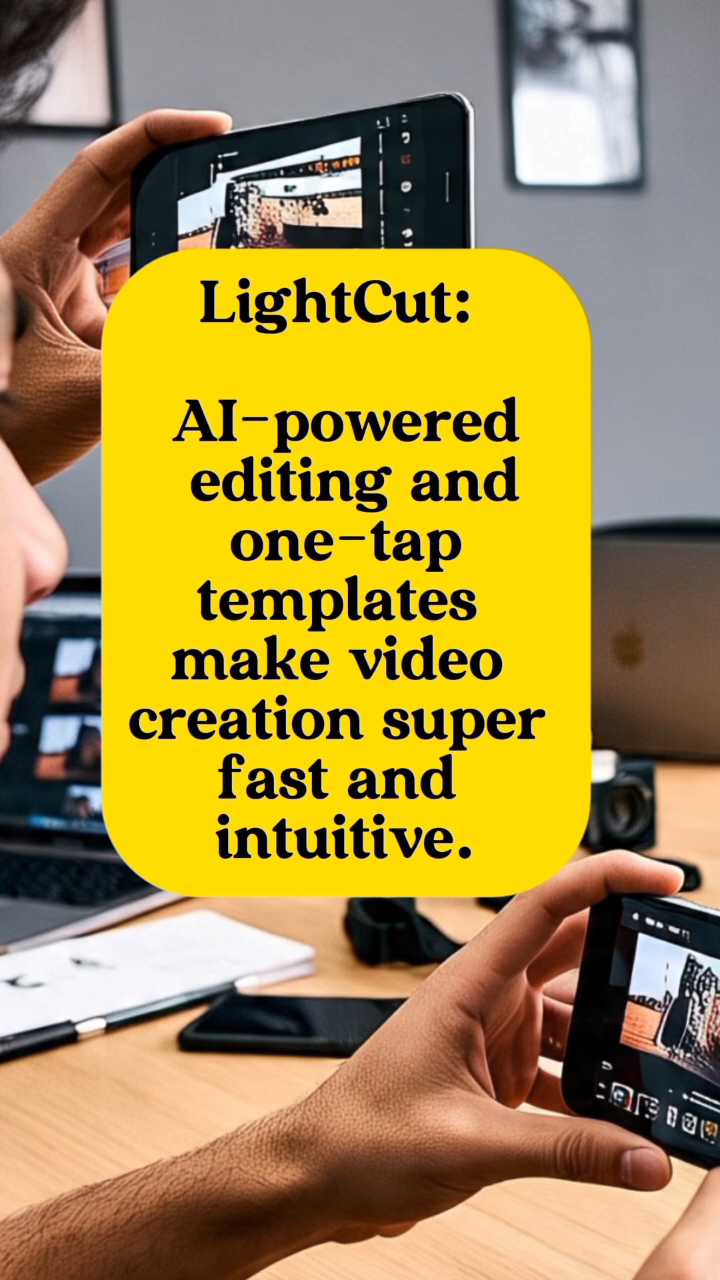 LightCut:
AI-powered
editing and
one-tap
templates
make video
creation super
fast and
intuitive.